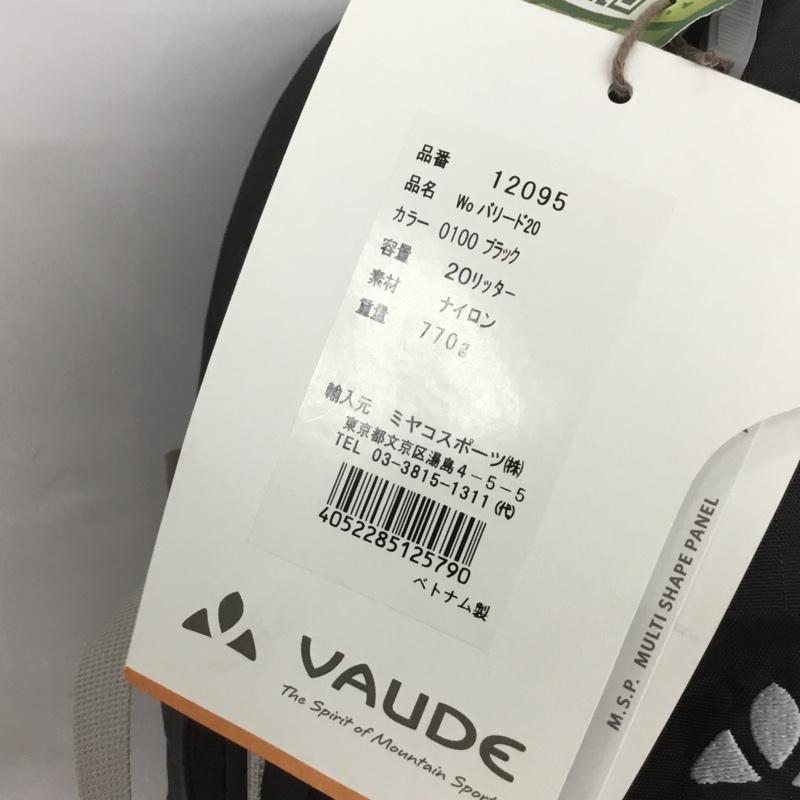 品番 12095
品名 Wo バリード20
カラー 0100 ブラック
容量 20リッター
素材 ナイロン
重量 770g
輸入元 ミヤコスポーツ㈱
東京都文京区湯島4-5-5
TEL 03-3815-1311 (代)
4052285125790
ベトナム製
VAUDE
The Spirit of Mountain Sports
M.S.P. MULTI SHAPE PANEL